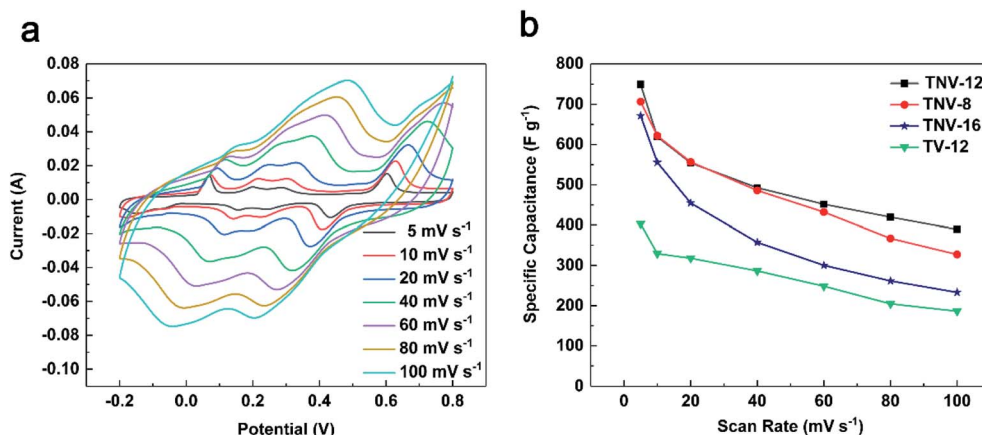 a
0.08
0.06
0.04
0.02
0.00
-0.02
-0.04
-0.06
-0.08
-0.10
Current (A)
-0.2 0.0 0.2 0.4 0.6 0.8
Potential (V)
5 mV s⁻¹
10 mV s⁻¹
20 mV s⁻¹
40 mV s⁻¹
60 mV s⁻¹
80 mV s⁻¹
100 mV s⁻¹
b
800
700
600
500
400
300
200
100
0
Specific Capacitance (F g⁻¹)
0 20 40 60 80 100
Scan Rate (mV s⁻¹)
TNV-12
TNV-8
TNV-16
TV-12